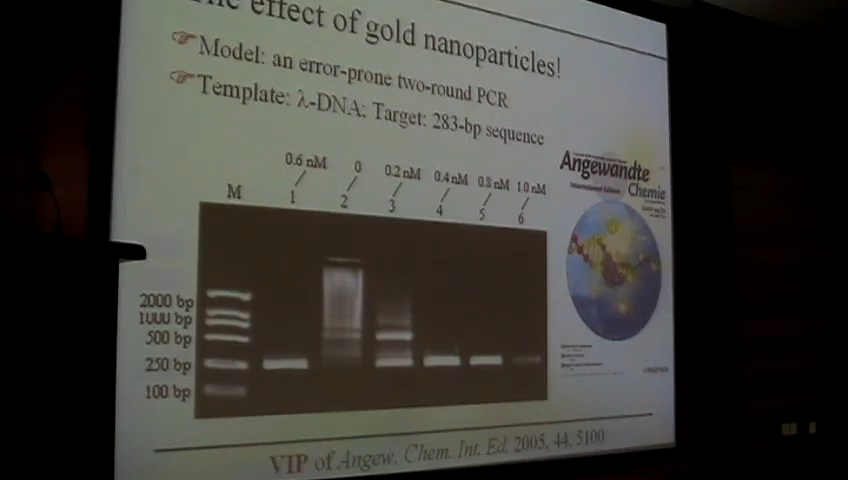 The effect of gold nanoparticles!
Model: an error-prone two-round PCR
Template: λ-DNA; Target: 283-bp sequence
0.6 nM 0 0.2 nM 0.4 nM 0.8 nM 1.0 nM
M 1 2 3 4 5 6
2000 bp
1000 bp
500 bp
250 bp
100 bp
Angewandte
International Edition Chemie
VIP of Angew. Chem. Int. Ed. 2005, 44, 5100